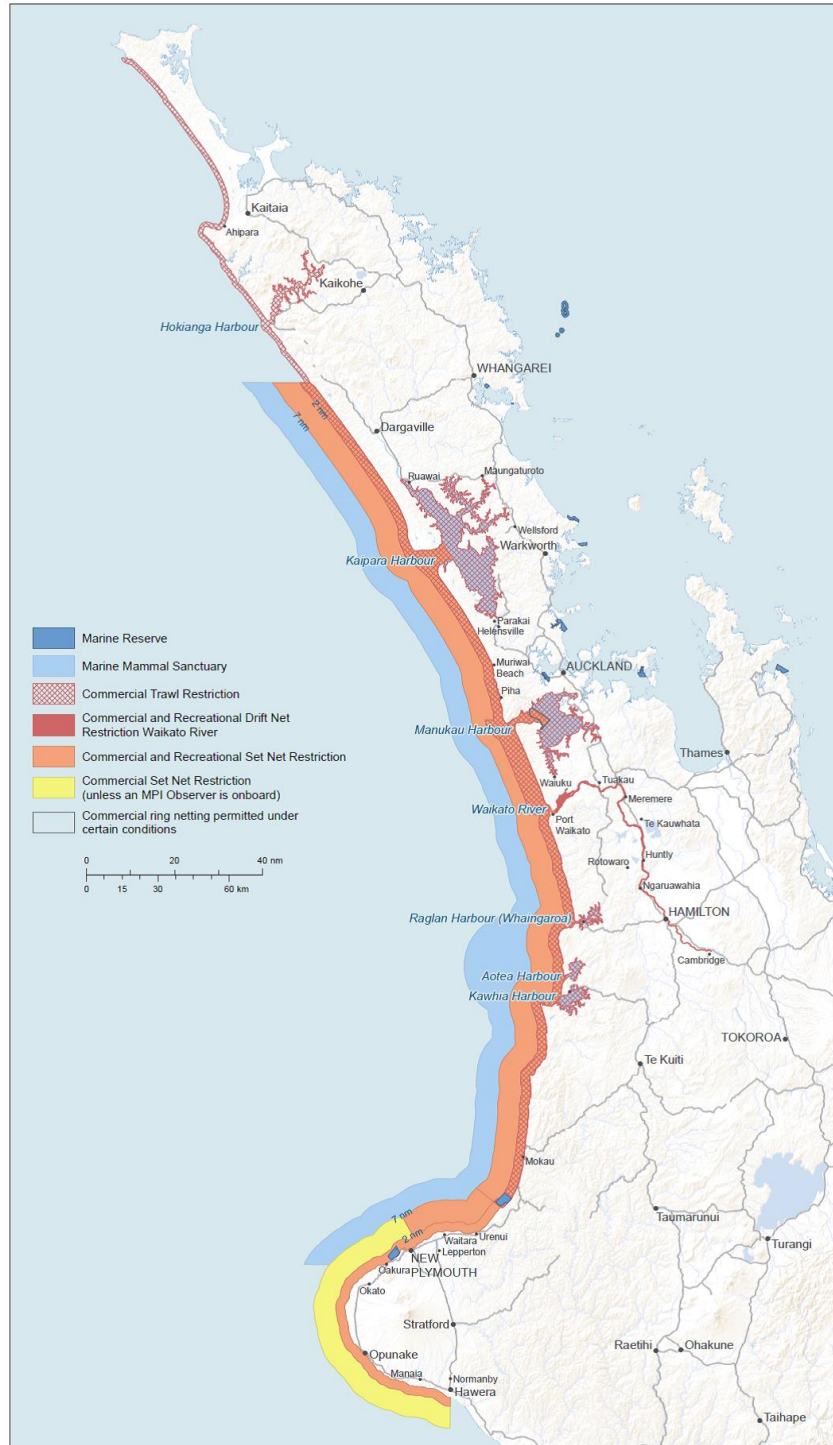 Kaitaia
Ahipara
Kaikohe
Hokianga Harbour
WHANGAREI
2 nm
7 nm
Dargaville
Ruawai
Maungaturoto
Wellsford
Warkworth
Kaipara Harbour
Parakai
Helensville
Muriwai
Beach
AUCKLAND
Piha
Manukau Harbour
Thames
Waiuku
Tuakau
Meremere
Waikato River
Port
Waikato
Te Kauwhata
Rotowaro
Huntly
Ngaruawahia
Raglan Harbour (Whaingaroa)
HAMILTON
Cambridge
Aotea Harbour
Kawhia Harbour
TOKOROA
Te Kuiti
Mokau
Taumarunui
7 nm
2 nm
Waitara
Urenui
Lepperton
NEW
PLYMOUTH
Oakura
Okato
Turangi
Stratford
Raetihi
Ohakune
Opunake
Manaia
Normanby
Hawera
Taihape
Marine Reserve
Marine Mammal Sanctuary
Commercial Trawl Restriction
Commercial and Recreational Drift Net
Restriction Waikato River
Commercial and Recreational Set Net Restriction
Commercial Set Net Restriction
(unless an MPI Observer is onboard)
Commercial ring netting permitted under
certain conditions
0 20 40 nm
0 15 30 60 km